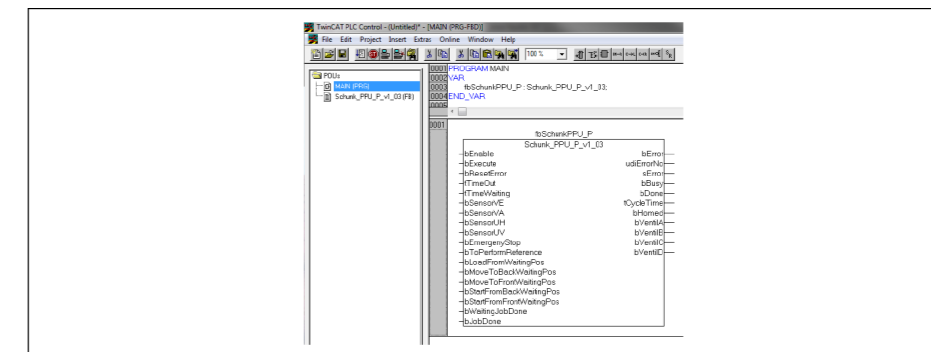 TwinCAT PLC Control - (Untitled)* - [MAIN (PRG-FBD)]
File Edit Project Insert Extras Online Window Help
100 %
POUs
MAIN (PRG)
Schunk_PPU_P_v1_03 (FB)
0001 PROGRAM MAIN
0002 VAR
0003 fbSchunkPPU_P : Schunk_PPU_P_v1_03;
0004 END_VAR
0005
0001
fbSchunkPPU_P
Schunk_PPU_P_v1_03
bEnable bError
bExecute udiErrorNo
bResetError sError
tTimeOut bBusy
tTimeWaiting bDone
bSensorVE tCycleTime
bSensorVA bHomed
bSensorUH bVentilA
bSensorUV bVentilB
bEmergenyStop bVentilC
bToPerformReference bVentilD
bLoadFromWaitingPos
bMoveToBackWaitingPos
bMoveToFrontWaitingPos
bStartFromBackWaitingPos
bStartFromFrontWaitingPos
bWaitingJobDone
bJobDone